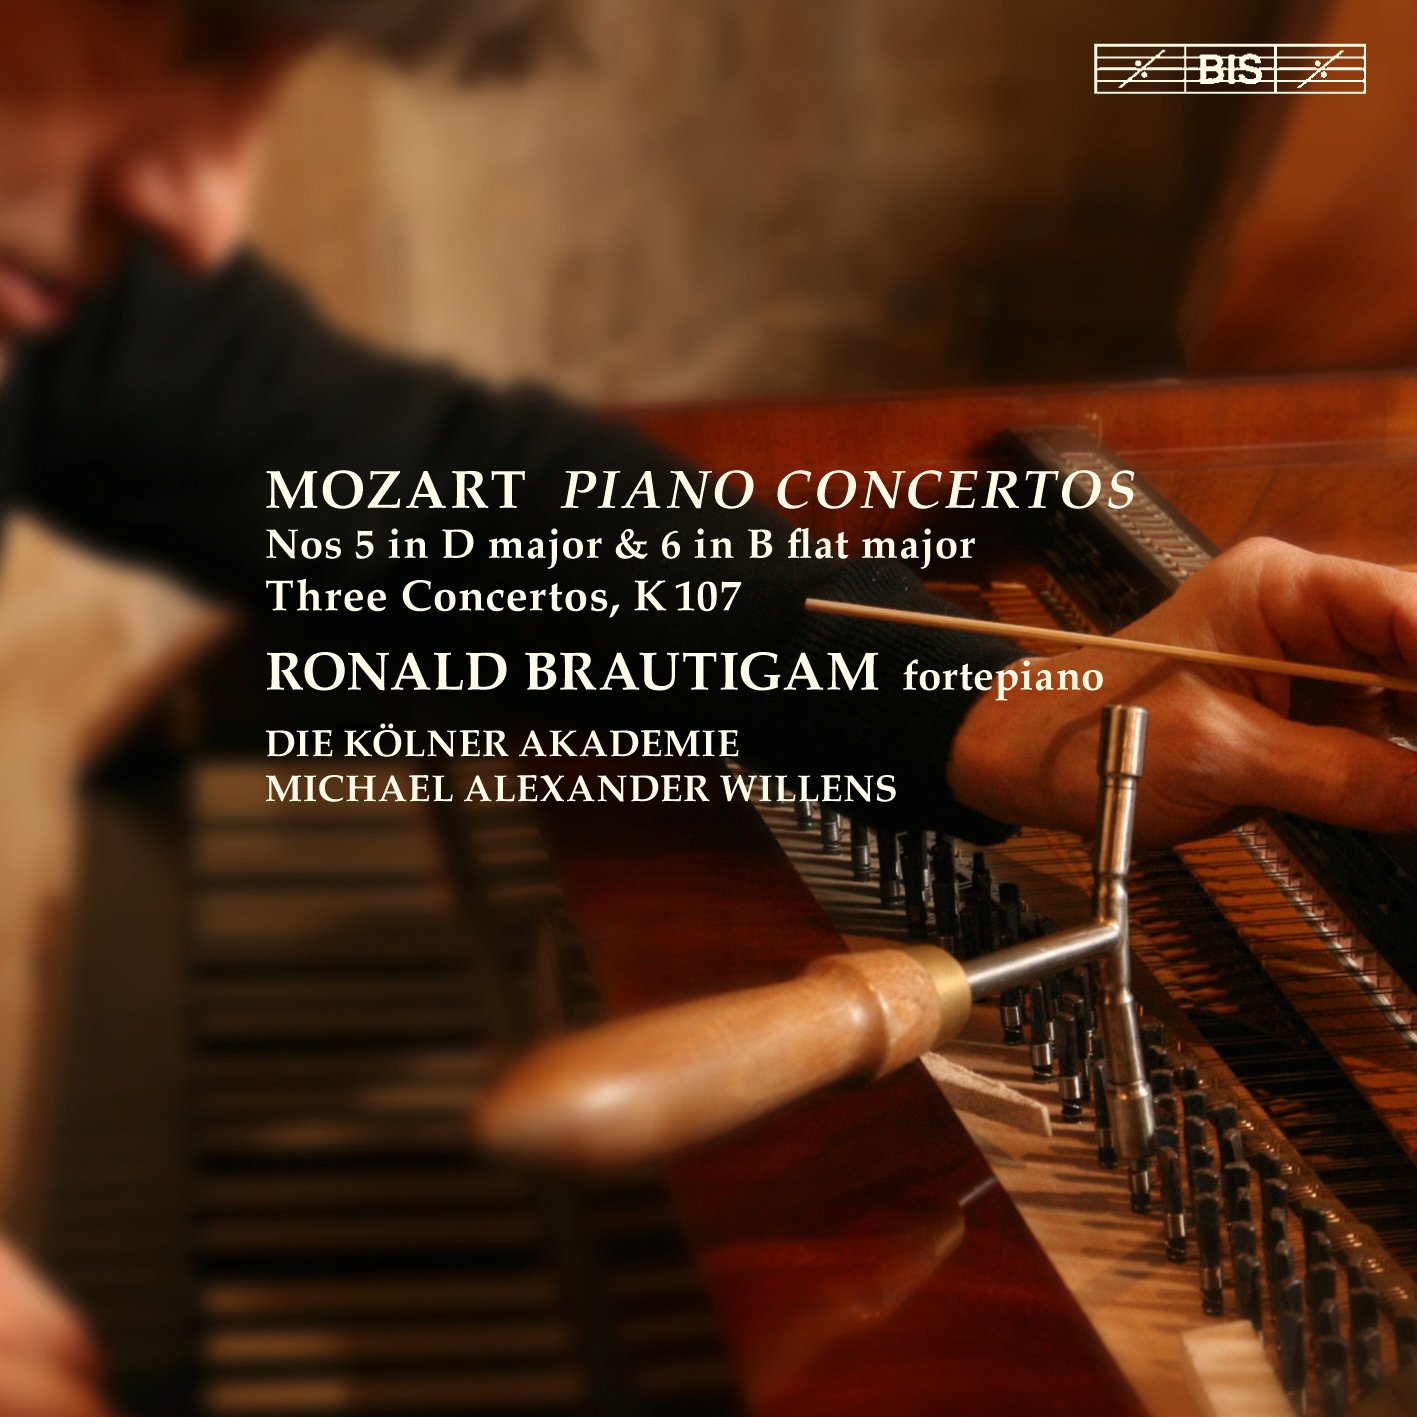 BIS
MOZART PIANO CONCERTOS
Nos 5 in D major & 6 in B flat major
Three Concertos, K 107
RONALD BRAUTIGAM fortepiano
DIE KÖLNER AKADEMIE
MICHAEL ALEXANDER WILLENS